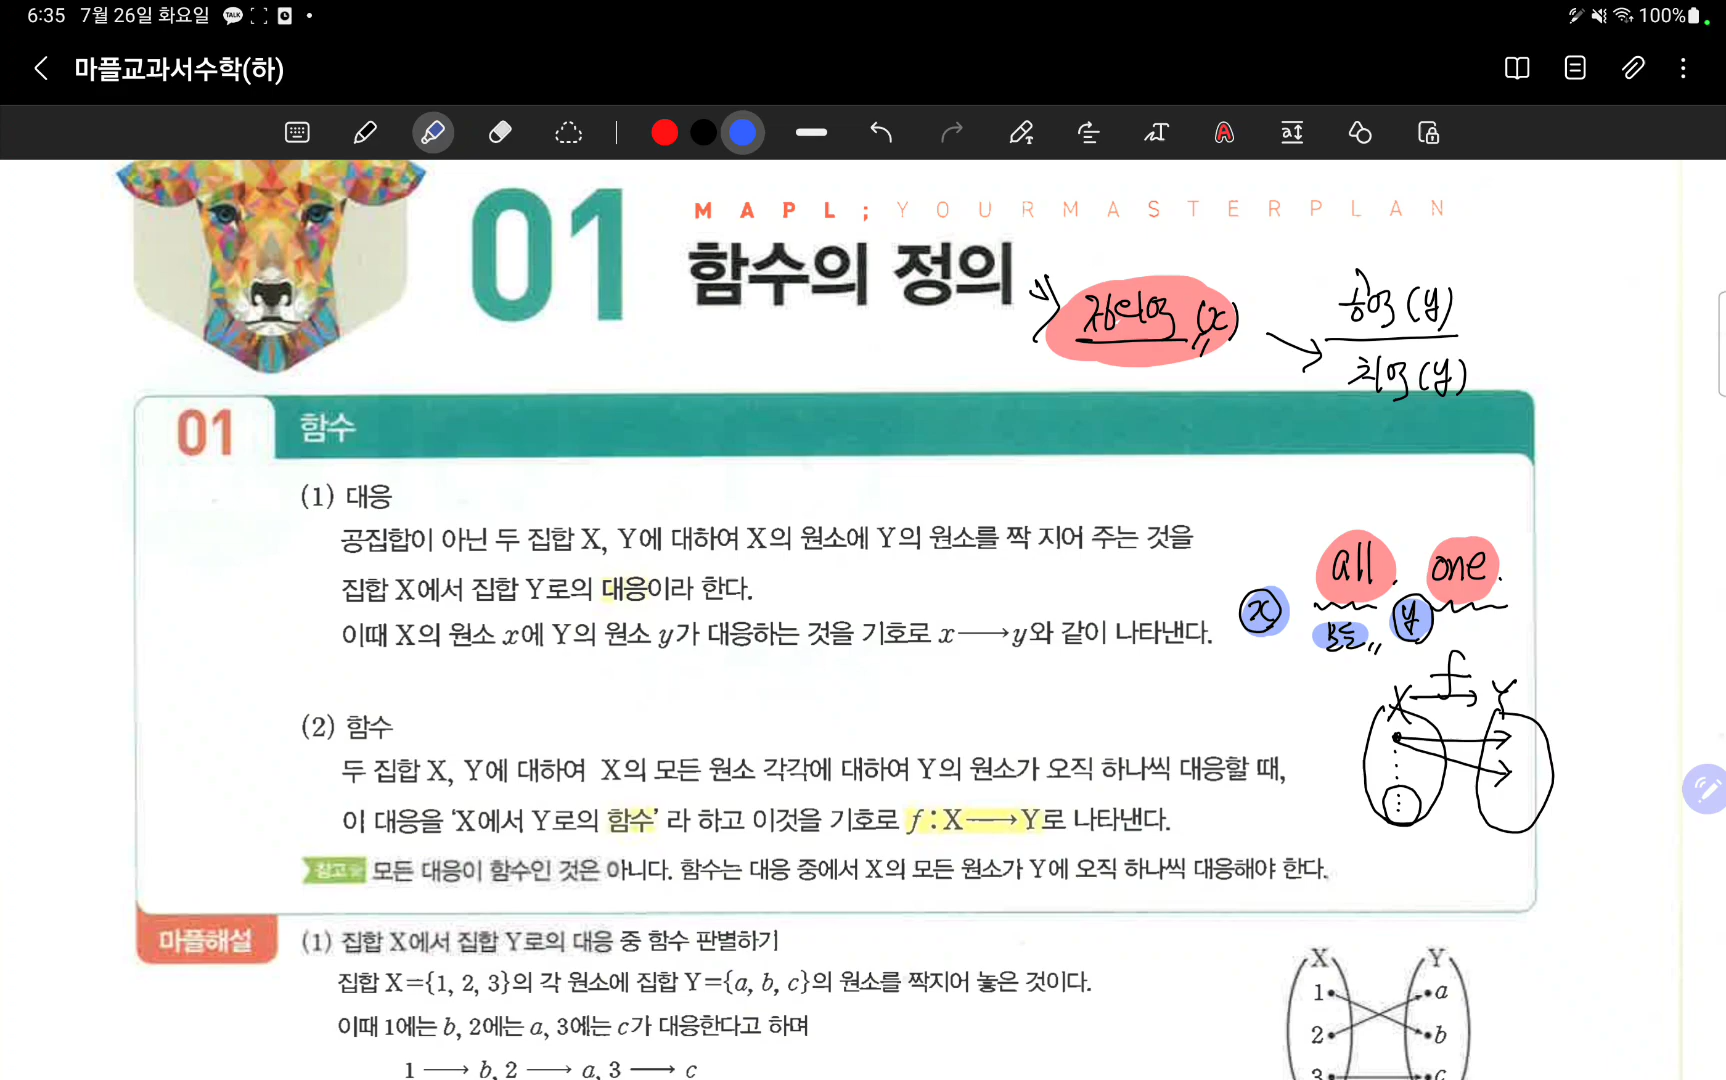 6:35 7월 26일 화요일 TALK 100%
마플교과서수학(하)
01
MAPL; YOURMASTERPLAN
함수의 정의
정의역 (x)
공역 (y)
치역 (y)
01 함수
(1) 대응
공집합이 아닌 두 집합 X, Y에 대하여 X의 원소에 Y의 원소를 짝 지어 주는 것을
집합 X에서 집합 Y로의 대응이라 한다.
이때 X의 원소 x에 Y의 원소 y가 대응하는 것을 기호로 x⟶y와 같이 나타낸다.
all. one.
x 모든 y
X f Y
(2) 함수
두 집합 X, Y에 대하여 X의 모든 원소 각각에 대하여 Y의 원소가 오직 하나씩 대응할 때,
이 대응을 ‘X에서 Y로의 함수’ 라 하고 이것을 기호로 f : X⟶Y로 나타낸다.
참고 모든 대응이 함수인 것은 아니다. 함수는 대응 중에서 X의 모든 원소가 Y에 오직 하나씩 대응해야 한다.
마플해설 (1) 집합 X에서 집합 Y로의 대응 중 함수 판별하기
집합 X={1, 2, 3}의 각 원소에 집합 Y={a, b, c}의 원소를 짝지어 놓은 것이다.
이때 1에는 b, 2에는 a, 3에는 c가 대응한다고 하며
1 ⟶ b, 2 ⟶ a, 3 ⟶ c
X Y
1 a
2 b
3 c